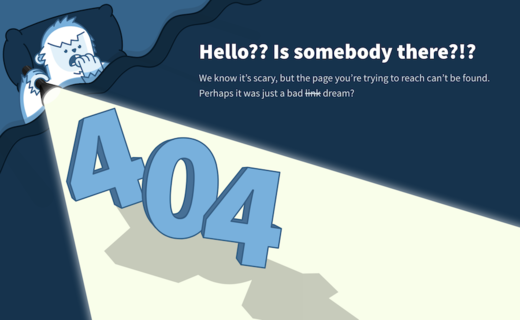 Hello?? Is somebody there?!?
We know it’s scary, but the page you’re trying to reach can’t be found.
Perhaps it was just a bad link dream?
404